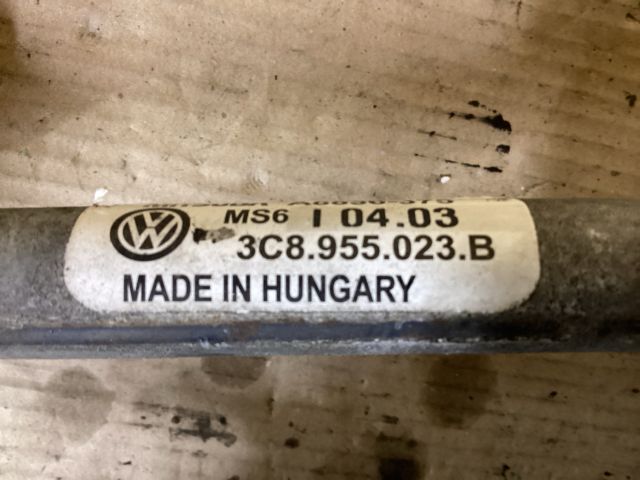 MS6 I 04.03
3C8.955.023.B
MADE IN HUNGARY